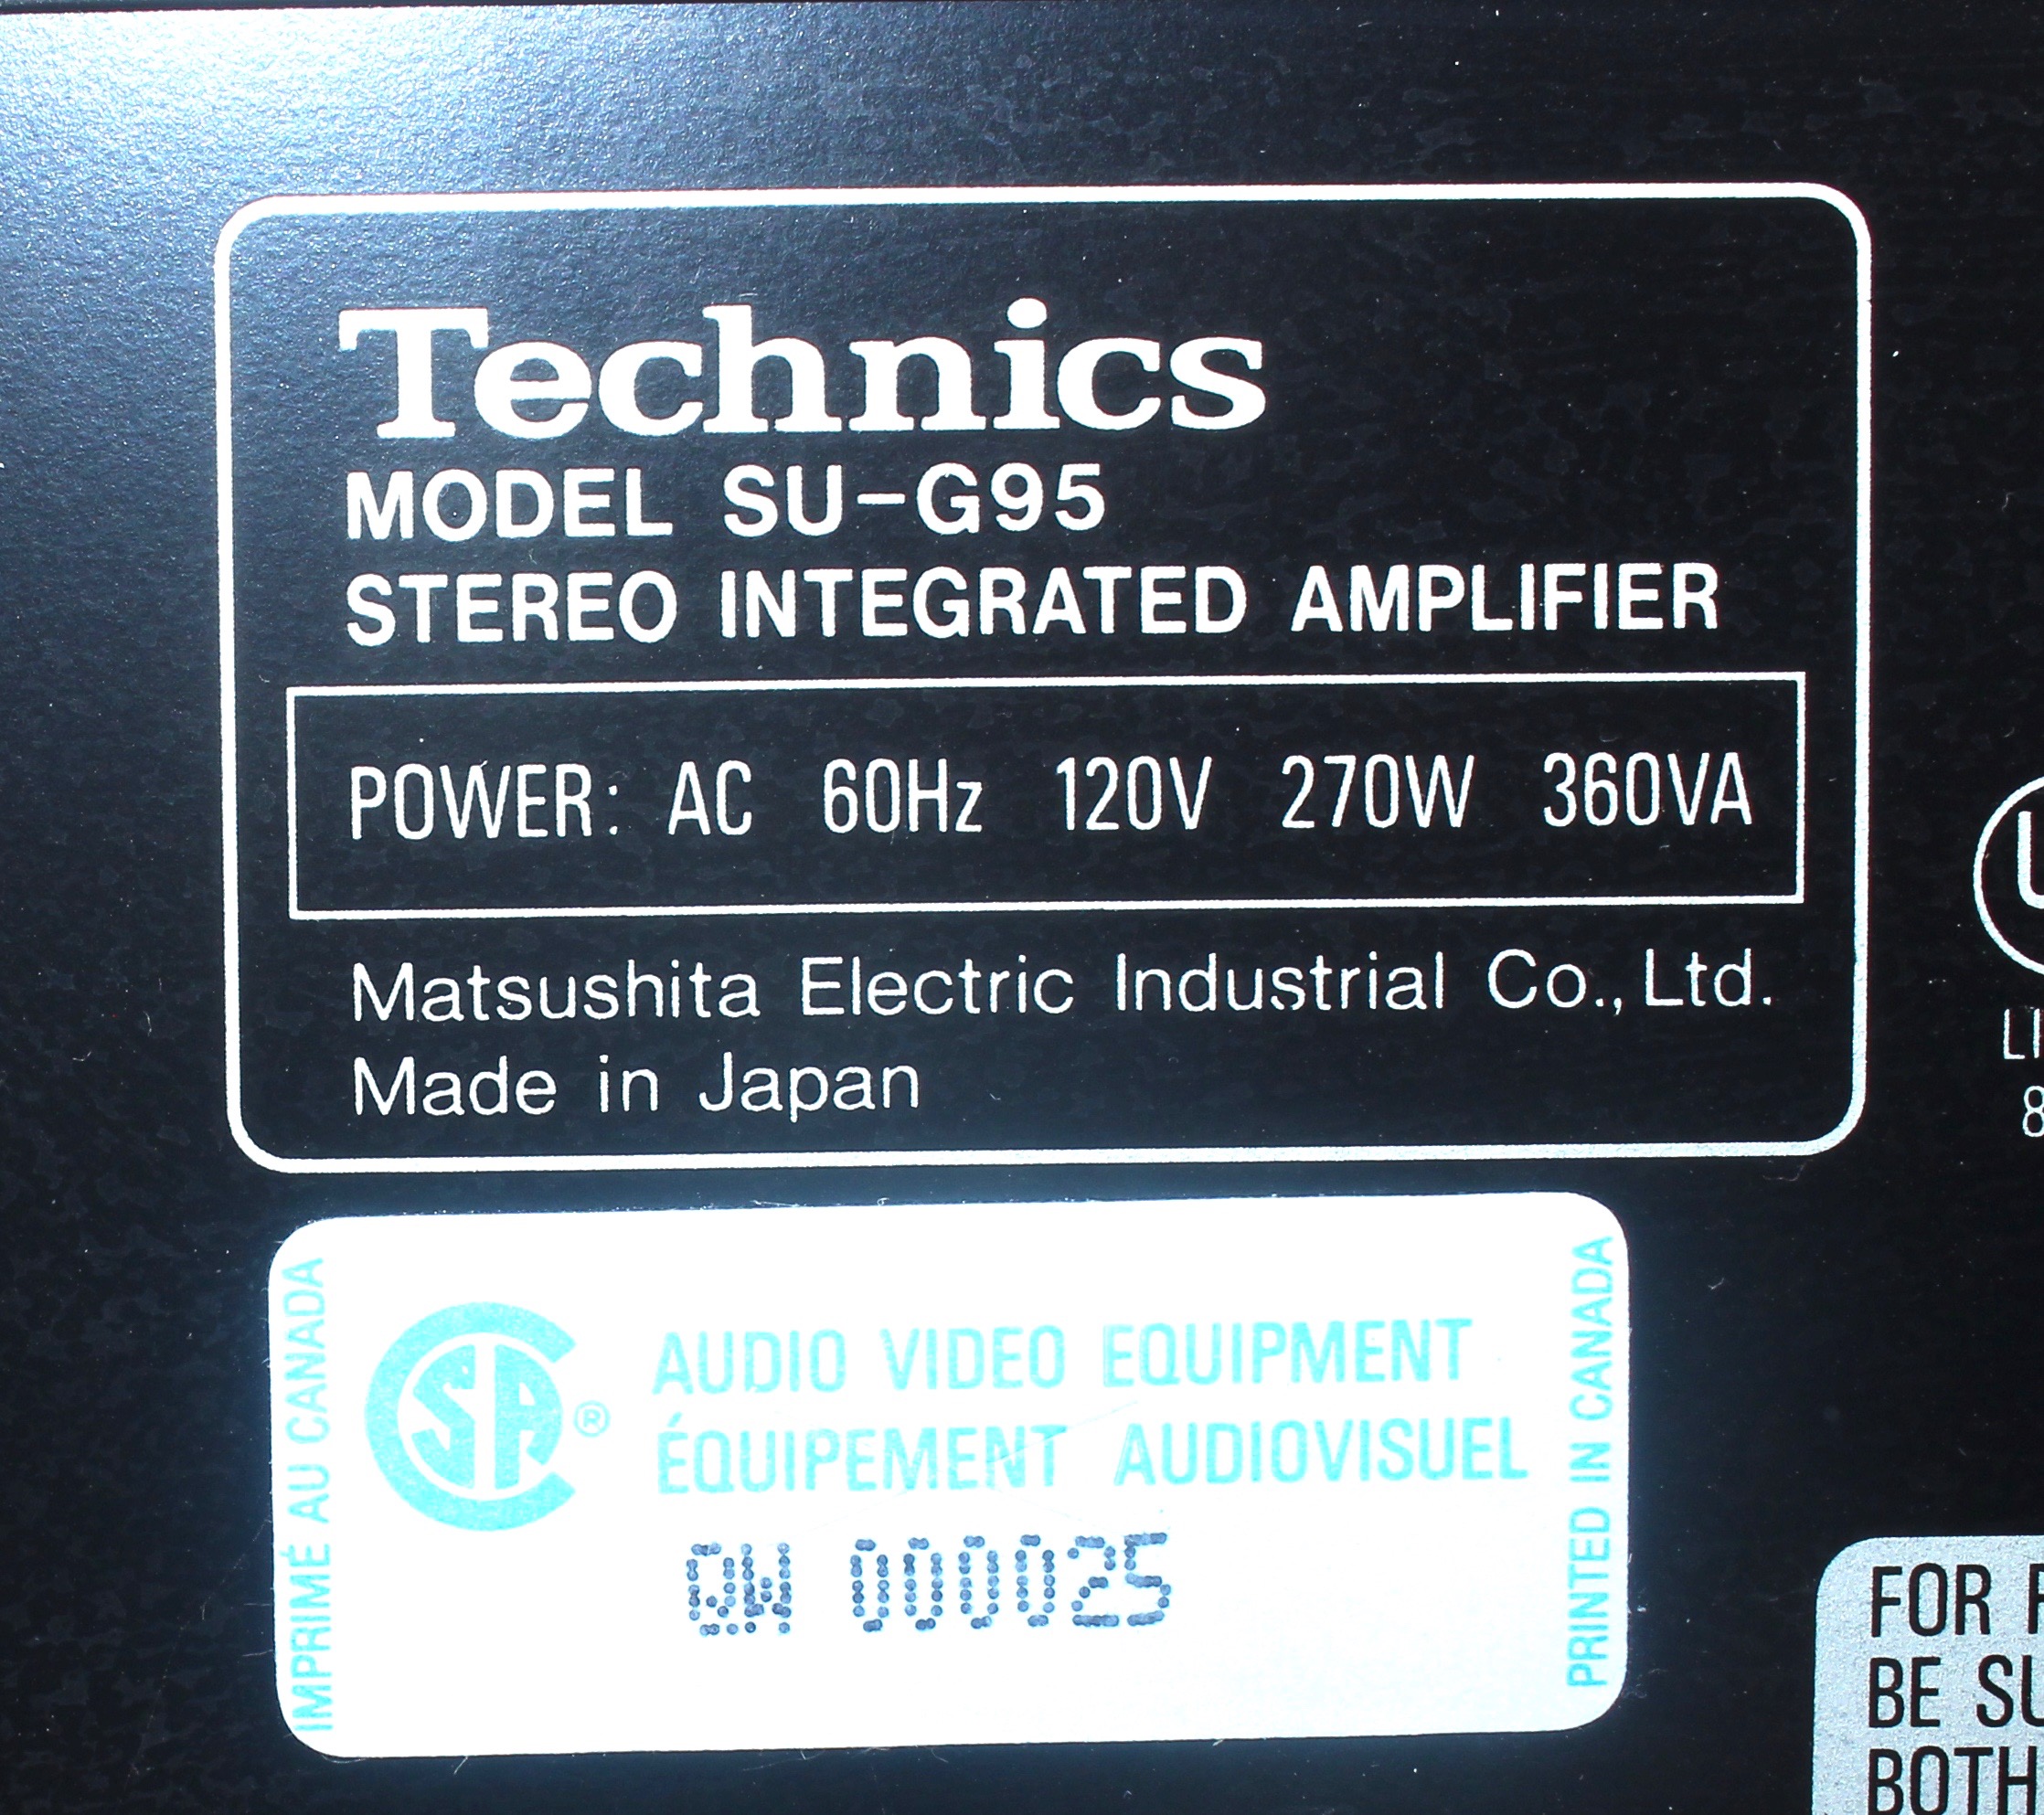 Technics
MODEL SU-G95
STEREO INTEGRATED AMPLIFIER
POWER: AC 60Hz 120V 270W 360VA
Matsushita Electric Industrial Co., Ltd.
Made in Japan
IMPRIMÉ AU CANADA
CSA®
AUDIO VIDEO EQUIPMENT
ÉQUIPEMENT AUDIOVISUEL
QW 000025
PRINTED IN CANADA
FOR
BE
BOTH